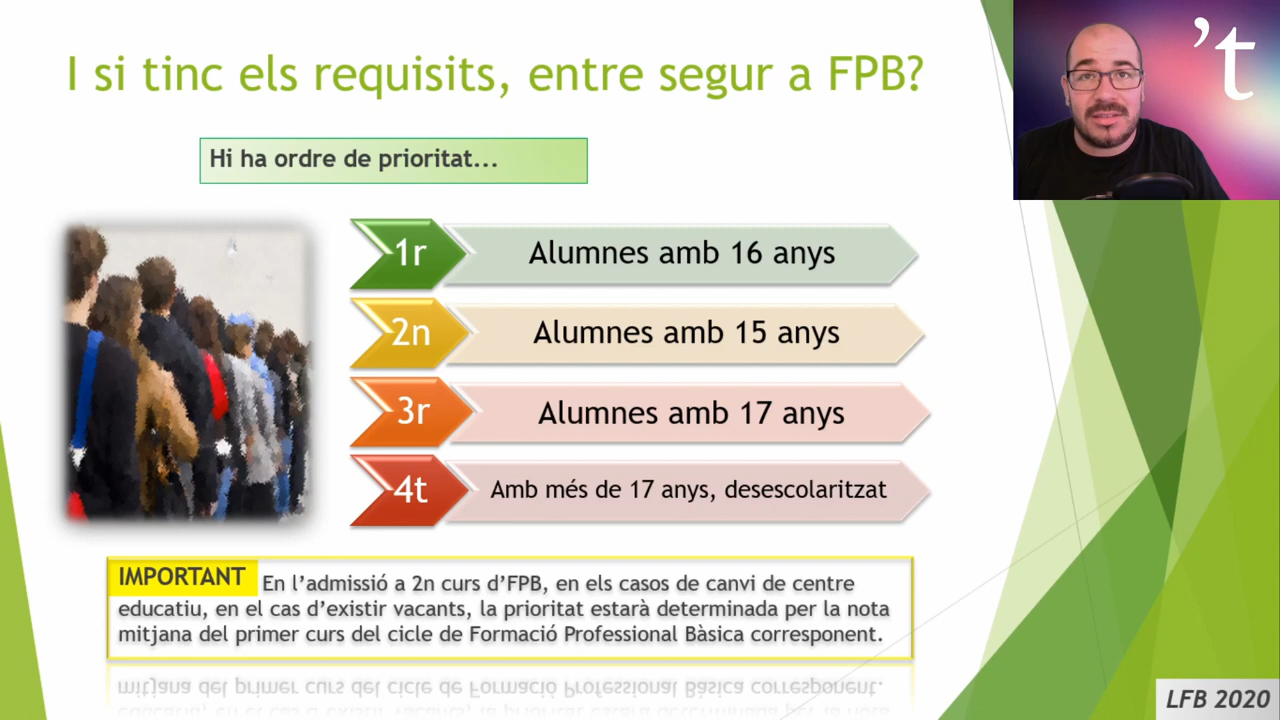 I si tinc els requisits, entre segur a FPB?
’t
Hi ha ordre de prioritat...
1r Alumnes amb 16 anys
2n Alumnes amb 15 anys
3r Alumnes amb 17 anys
4t Amb més de 17 anys, desescolaritzat
IMPORTANT En l’admissió a 2n curs d’FPB, en els casos de canvi de centre
educatiu, en el cas d’existir vacants, la prioritat estarà determinada per la nota
mitjana del primer curs del cicle de Formació Professional Bàsica corresponent.
LFB 2020